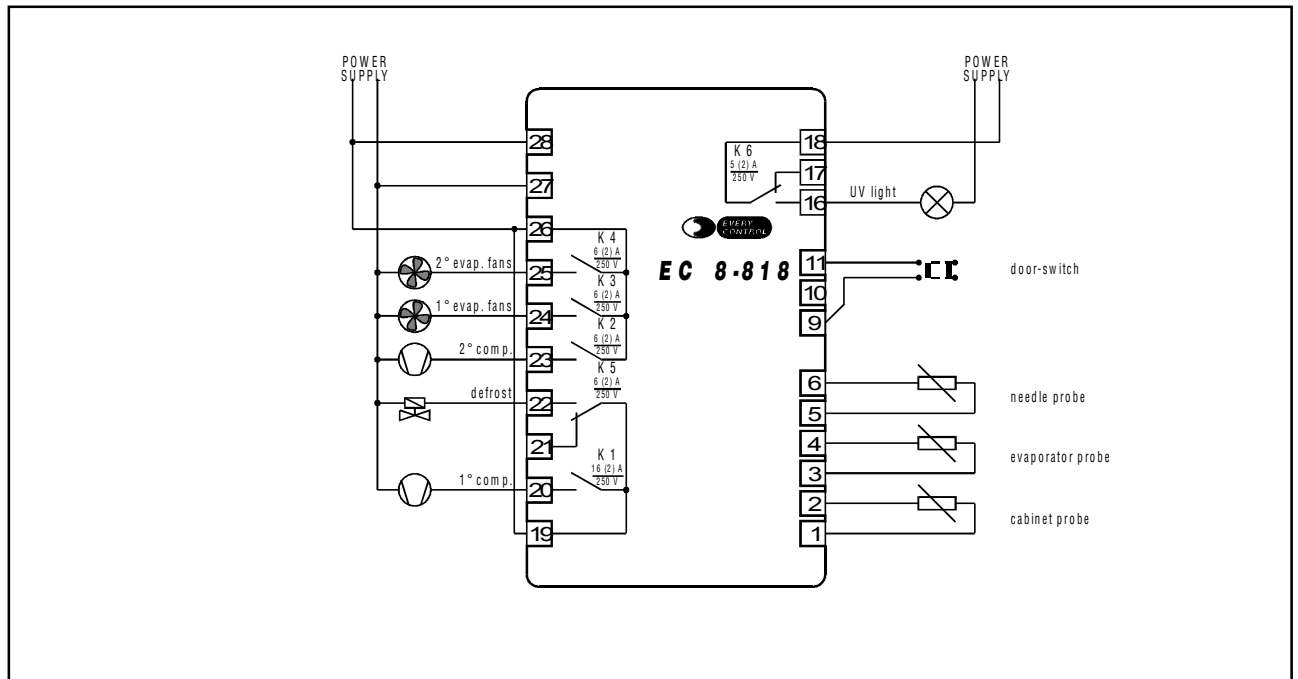 POWER
SUPPLY
POWER
SUPPLY
28
27
26
25
24
23
22
21
20
19
2° evap. fans
1° evap. fans
2° comp.
defrost
1° comp.
K 4
6 (2) A
250 V
K 3
6 (2) A
250 V
K 2
6 (2) A
250 V
K 5
6 (2) A
250 V
K 1
16 (2) A
250 V
K 6
5 (2) A
250 V
EVERY
CONTROL
EC 8-818
18
17
16
UV light
11
10
9
door-switch
6
5
needle probe
4
3
evaporator probe
2
1
cabinet probe